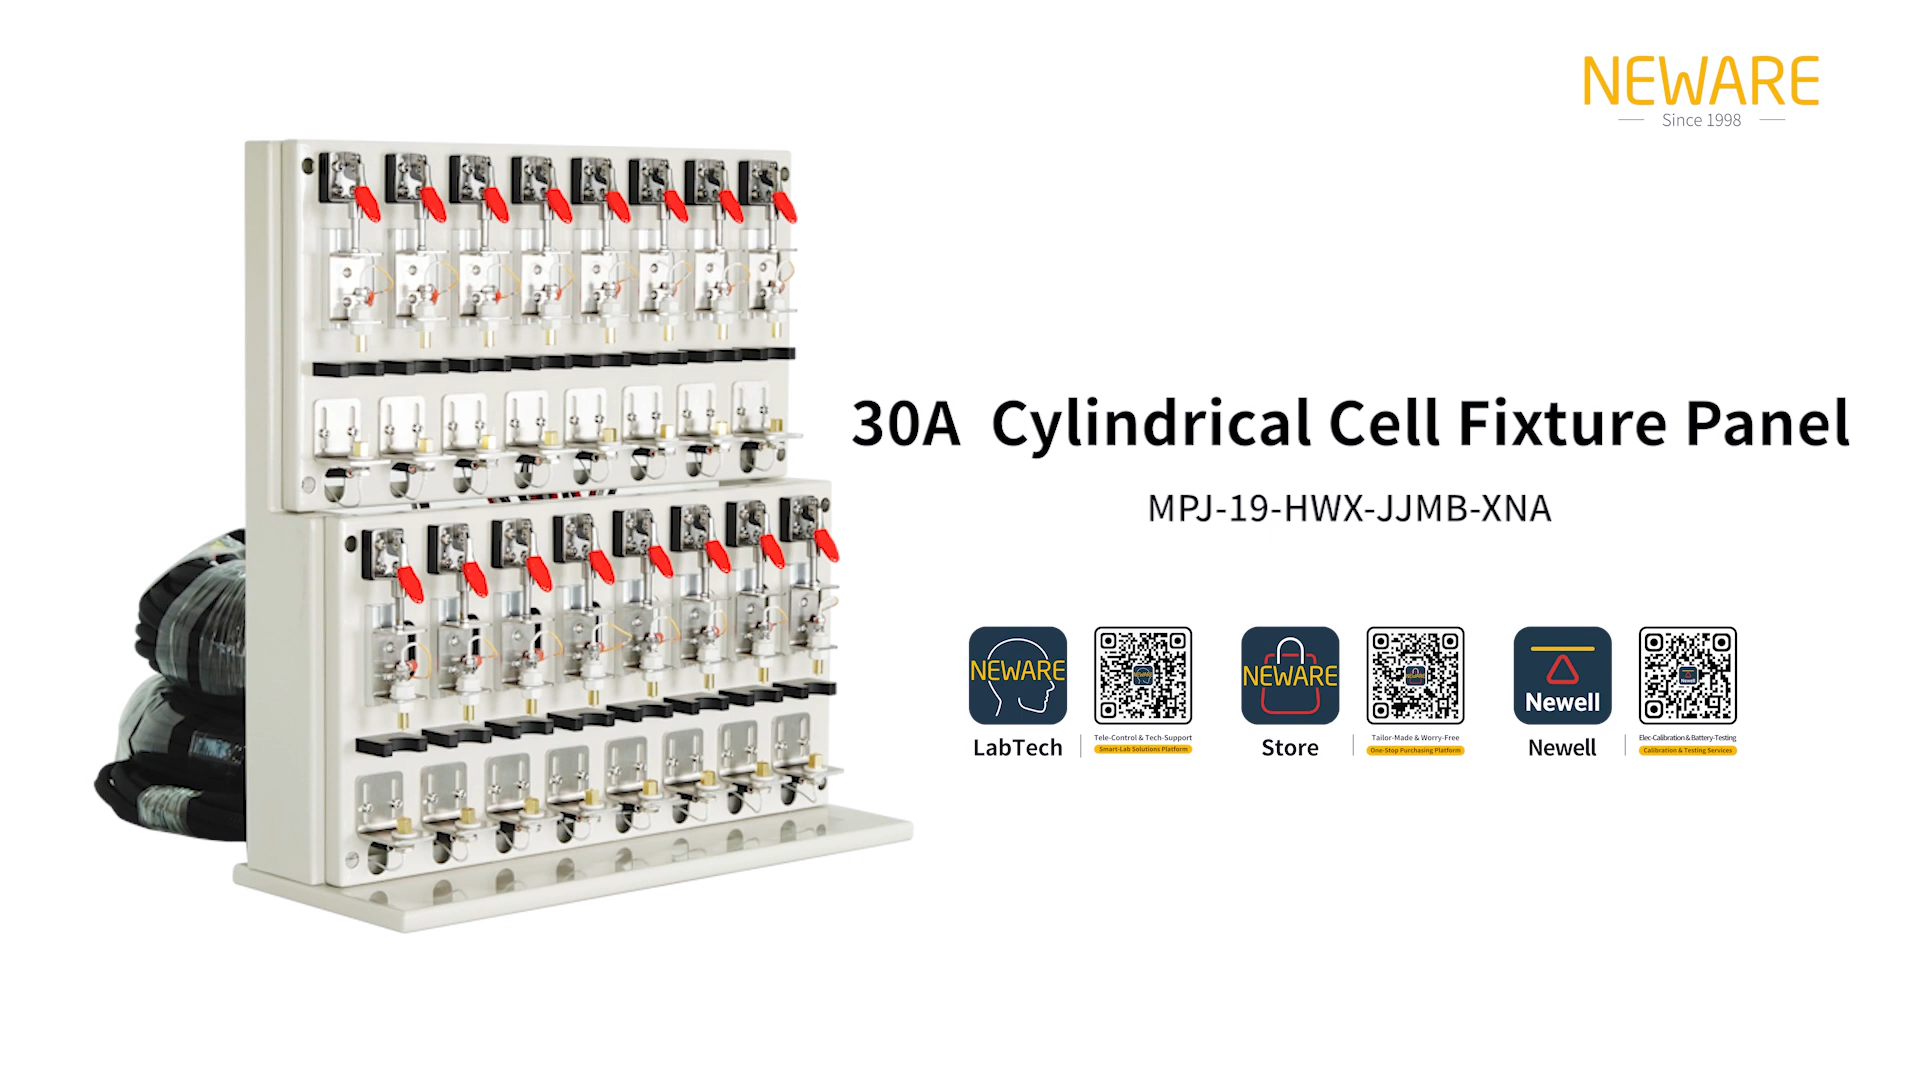 NEWARE
Since 1998
30A Cylindrical Cell Fixture Panel
MPJ-19-HWX-JJMB-XNA
NEWARE
LabTech
Tele-Control & Tech-Support
Smart-Lab Solutions Platform
NEWARE
Store
Tailor-Made & Worry-Free
One-Stop Purchasing Platform
Newell
Newell
Elec-Calibration & Battery-Testing
Calibration & Testing Services